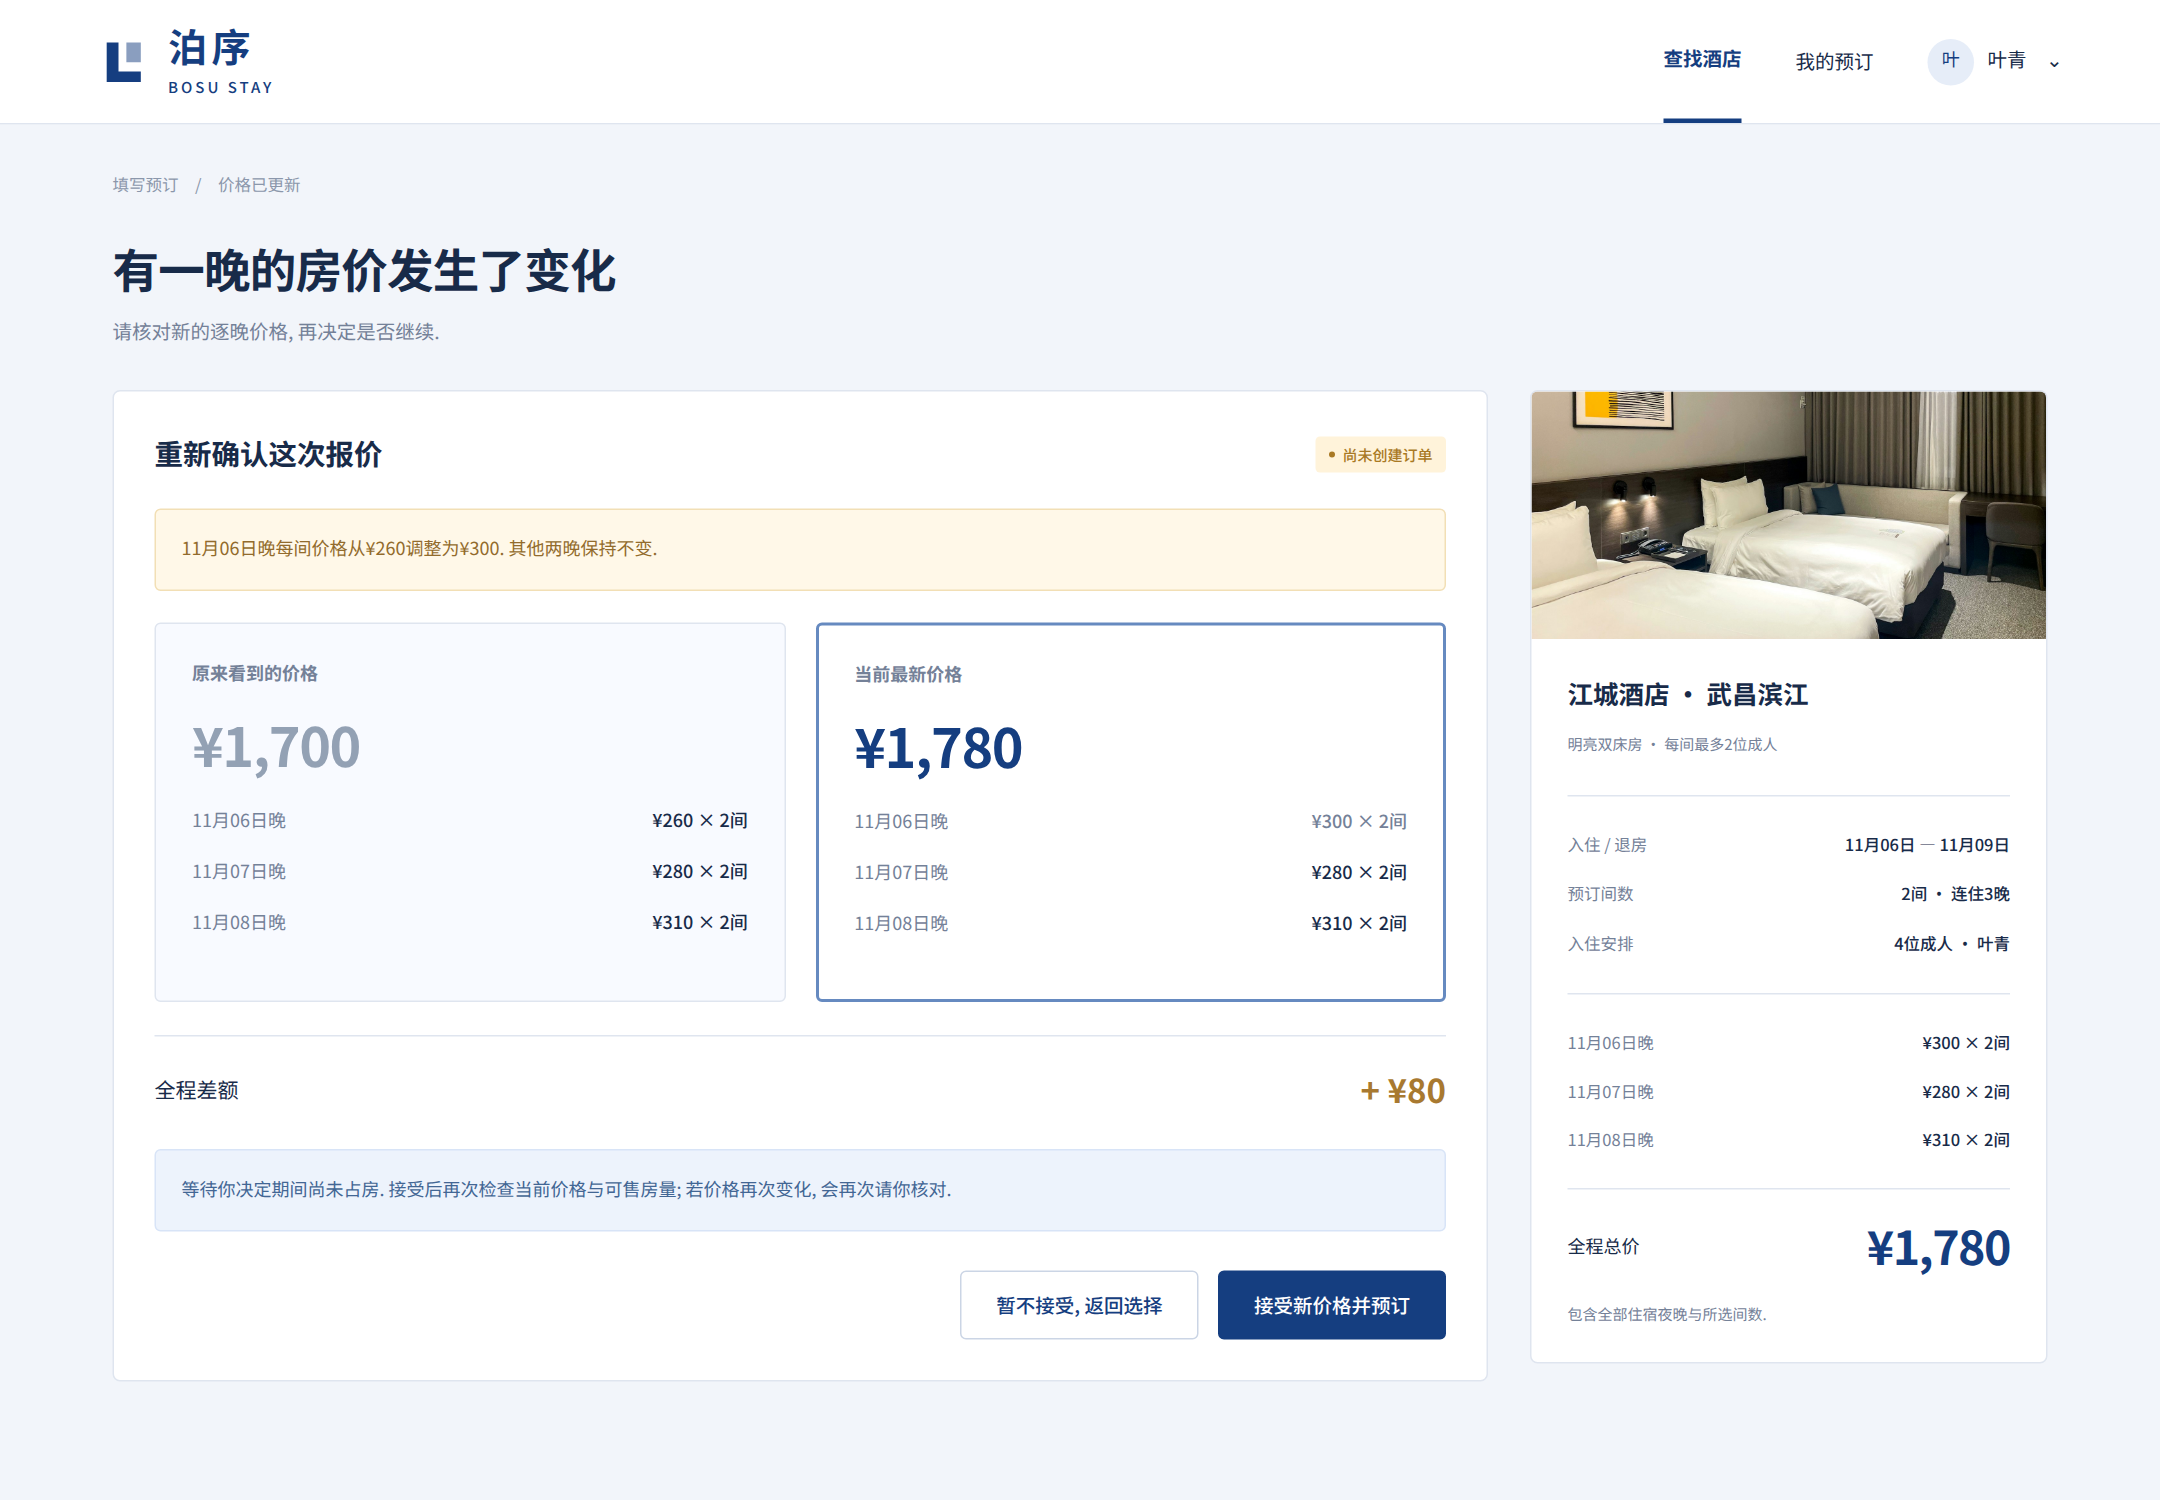 泊序
BOSU STAY
查找酒店
我的预订
叶
叶青
填写预订 / 价格已更新
有一晚的房价发生了变化
请核对新的逐晚价格, 再决定是否继续.
重新确认这次报价
• 尚未创建订单
11月06日晚每间价格从¥260调整为¥300. 其他两晚保持不变.
原来看到的价格
¥1,700
11月06日晚 ¥260 × 2间
11月07日晚 ¥280 × 2间
11月08日晚 ¥310 × 2间
当前最新价格
¥1,780
11月06日晚 ¥300 × 2间
11月07日晚 ¥280 × 2间
11月08日晚 ¥310 × 2间
全程差额 + ¥80
等待你决定期间尚未占房. 接受后再次检查当前价格与可售房量; 若价格再次变化, 会再次请你核对.
暂不接受, 返回选择
接受新价格并预订
江城酒店 · 武昌滨江
明亮双床房 · 每间最多2位成人
入住 / 退房 11月06日 — 11月09日
预订间数 2间 · 连住3晚
入住安排 4位成人 · 叶青
11月06日晚 ¥300 × 2间
11月07日晚 ¥280 × 2间
11月08日晚 ¥310 × 2间
全程总价 ¥1,780
包含全部住宿夜晚与所选间数.